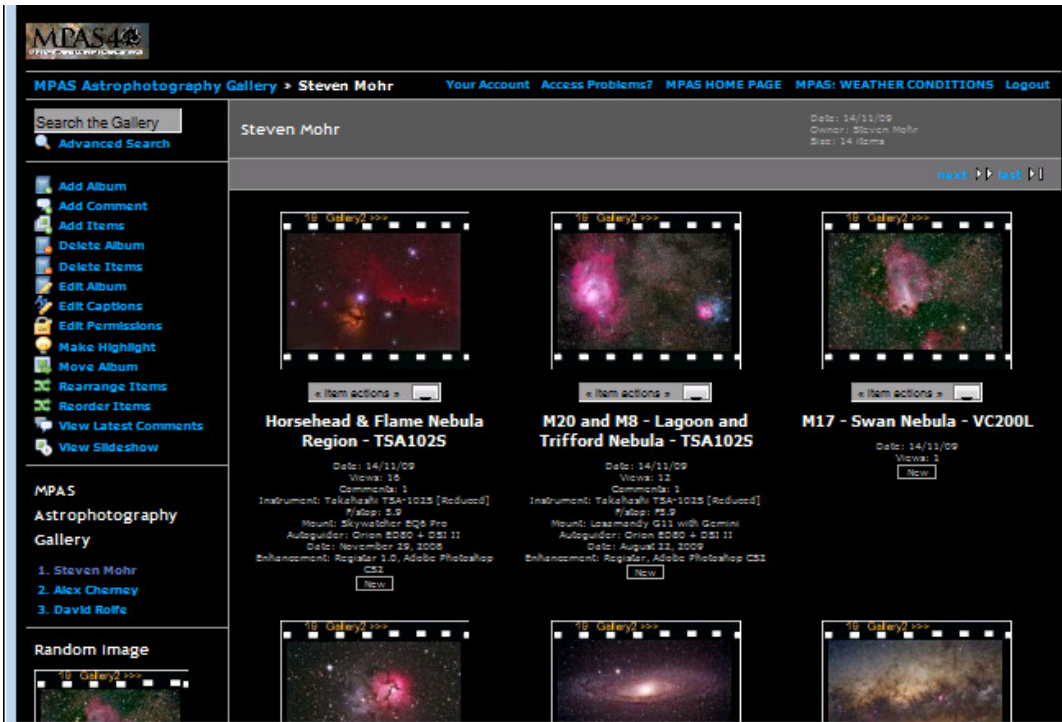 MPAS4
MPAS Astrophotography Gallery » Steven Mohr
Your Account Access Problems? MPAS HOME PAGE MPAS: WEATHER CONDITIONS Logout
Search the Gallery
Advanced Search
Add Album
Add Comment
Add Items
Delete Album
Delete Items
Edit Album
Edit Captions
Edit Permissions
Make Highlight
Move Album
Rearrange Items
Reorder Items
View Latest Comments
View Slideshow
MPAS
Astrophotography
Gallery
1. Steven Mohr
2. Alex Cherney
3. David Rolfe
Random Image
Gallery2 >>>
Steven Mohr
Date: 14/11/09
Owner: Steven Mohr
Size: 14 items
next last
Gallery2 >>>
« item actions »
Horsehead & Flame Nebula
Region - TSA102S
Date: 14/11/09
Views: 16
Comments: 1
Instrument: Takahashi TSA-102S [Reduced]
F/stop: 5.9
Mount: Skywatcher EQ6 Pro
Autoguider: Orion ED80 + DSI II
Date: November 29, 2008
Enhancement: Registar 1.0, Adobe Photoshop
CS2
New
Gallery2 >>>
« item actions »
M20 and M8 - Lagoon and
Trifford Nebula - TSA102S
Date: 14/11/09
Views: 12
Comments: 1
Instrument: Takahashi TSA-102S [Reduced]
F/stop: F5.9
Mount: Losmandy G11 with Gemini
Autoguider: Orion ED80 + DSI II
Date: August 22, 2009
Enhancement: Registar, Adobe Photoshop CS2
New
Gallery2 >>>
« item actions »
M17 - Swan Nebula - VC200L
Date: 14/11/09
Views: 1
New
Gallery2 >>>
Gallery2 >>>
Gallery2 >>>